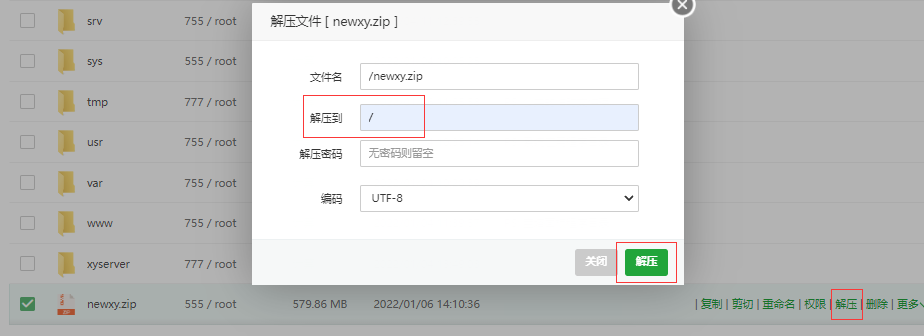 srv 755 / root
sys 555 / root
tmp 777 / root
usr 755 / root
var 755 / root
www 755 / root
xyserver 777 / root
newxy.zip 555 / root 579.86 MB 2022/01/06 14:10:36 | 复制 | 剪切 | 重命名 | 权限 | 解压 | 删除 | 更多
解压文件 [ newxy.zip ]
文件名 /newxy.zip
解压到 /
解压密码 无密码则留空
编码 UTF-8
关闭 解压